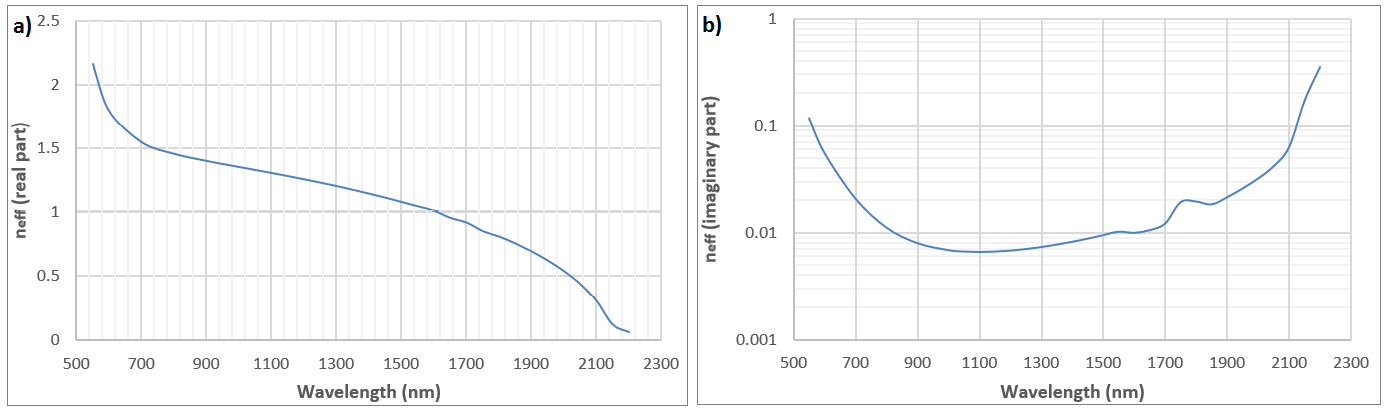 a)
2.5
2
1.5
1
0.5
0
neff (real part)
500 700 900 1100 1300 1500 1700 1900 2100 2300
Wavelength (nm)
b)
1
0.1
0.01
0.001
neff (imaginary part)
500 700 900 1100 1300 1500 1700 1900 2100 2300
Wavelength (nm)